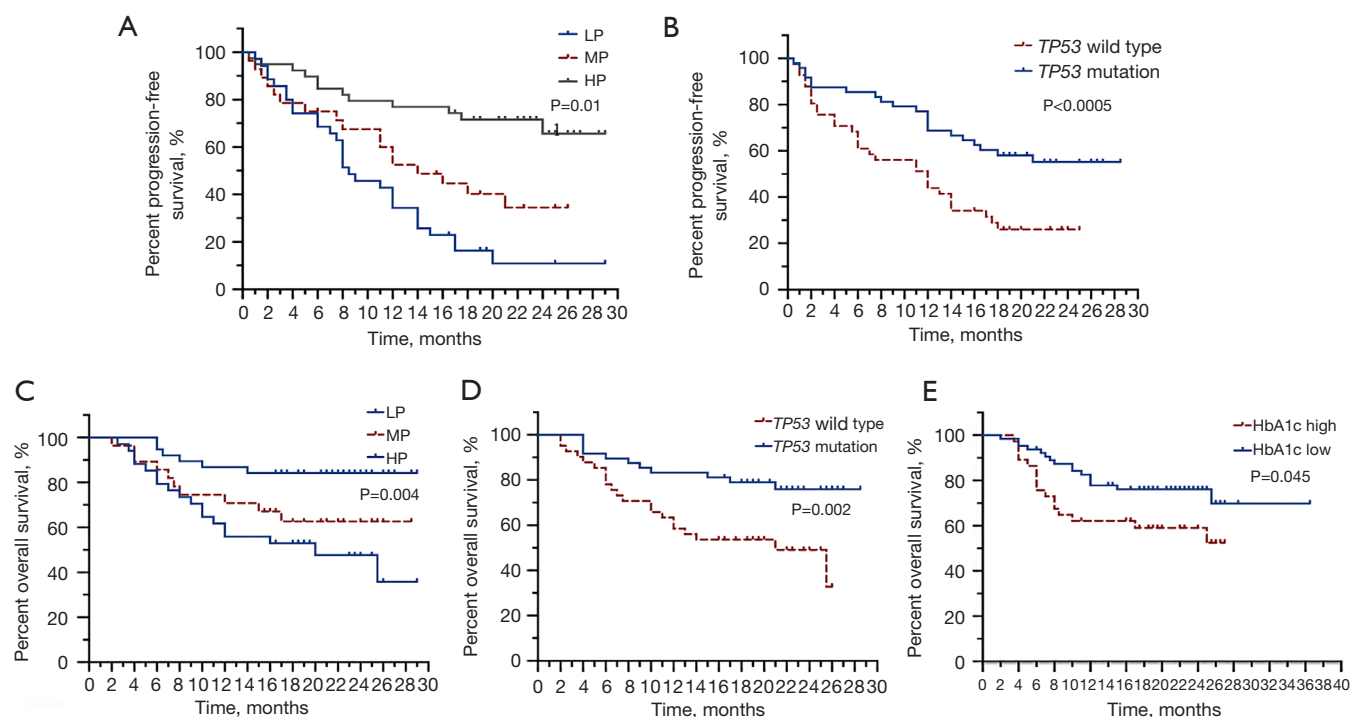 A
LP
MP
HP
P=0.01
1
Percent progression-free
survival, %
100
80
60
40
20
0
0 2 4 6 8 10 12 14 16 18 20 22 24 26 28 30
Time, months
B
TP53 wild type
TP53 mutation
P<0.0005
Percent progression-free
survival, %
100
80
60
40
20
0
0 2 4 6 8 10 12 14 16 18 20 22 24 26 28 30
Time, months
C
LP
MP
HP
P=0.004
Percent overall survival, %
100
80
60
40
20
0
0 2 4 6 8 10 12 14 16 18 20 22 24 26 28 30
Time, months
D
TP53 wild type
TP53 mutation
P=0.002
Percent overall survival, %
100
80
60
40
20
0
0 2 4 6 8 10 12 14 16 18 20 22 24 26 28 30
Time, months
E
HbA1c high
HbA1c low
P=0.045
Percent overall survival, %
100
80
60
40
20
0
0 2 4 6 8 10 12 14 16 18 20 22 24 26 28 30 32 34 36 38 40
Time, months